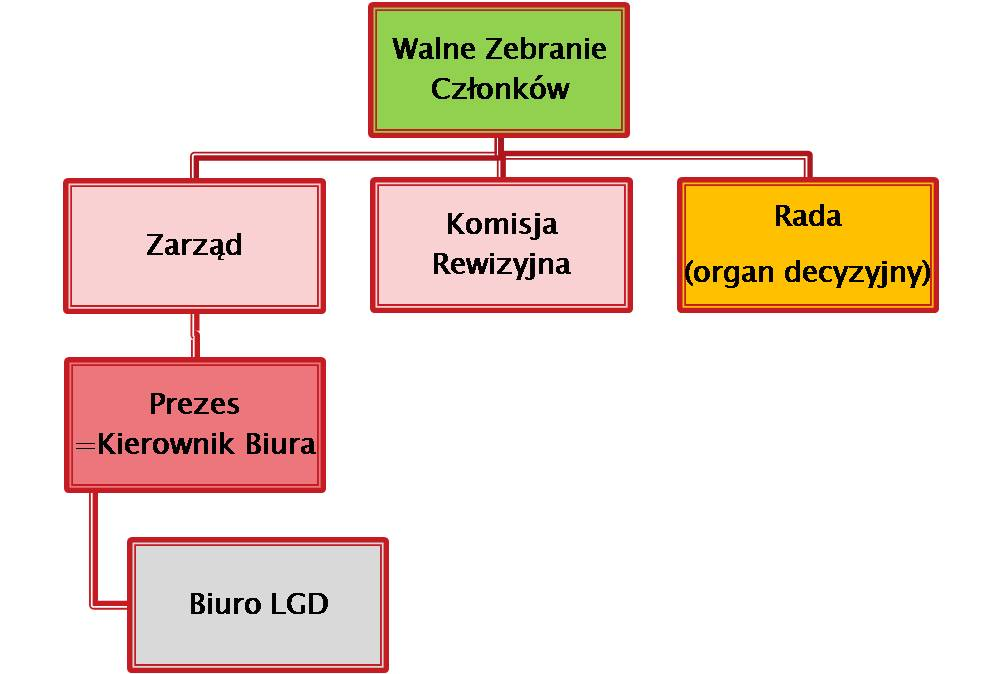 Walne Zebranie
Członków
Zarząd
Komisja
Rewizyjna
Rada
(organ decyzyjny)
Prezes
=Kierownik Biura
Biuro LGD